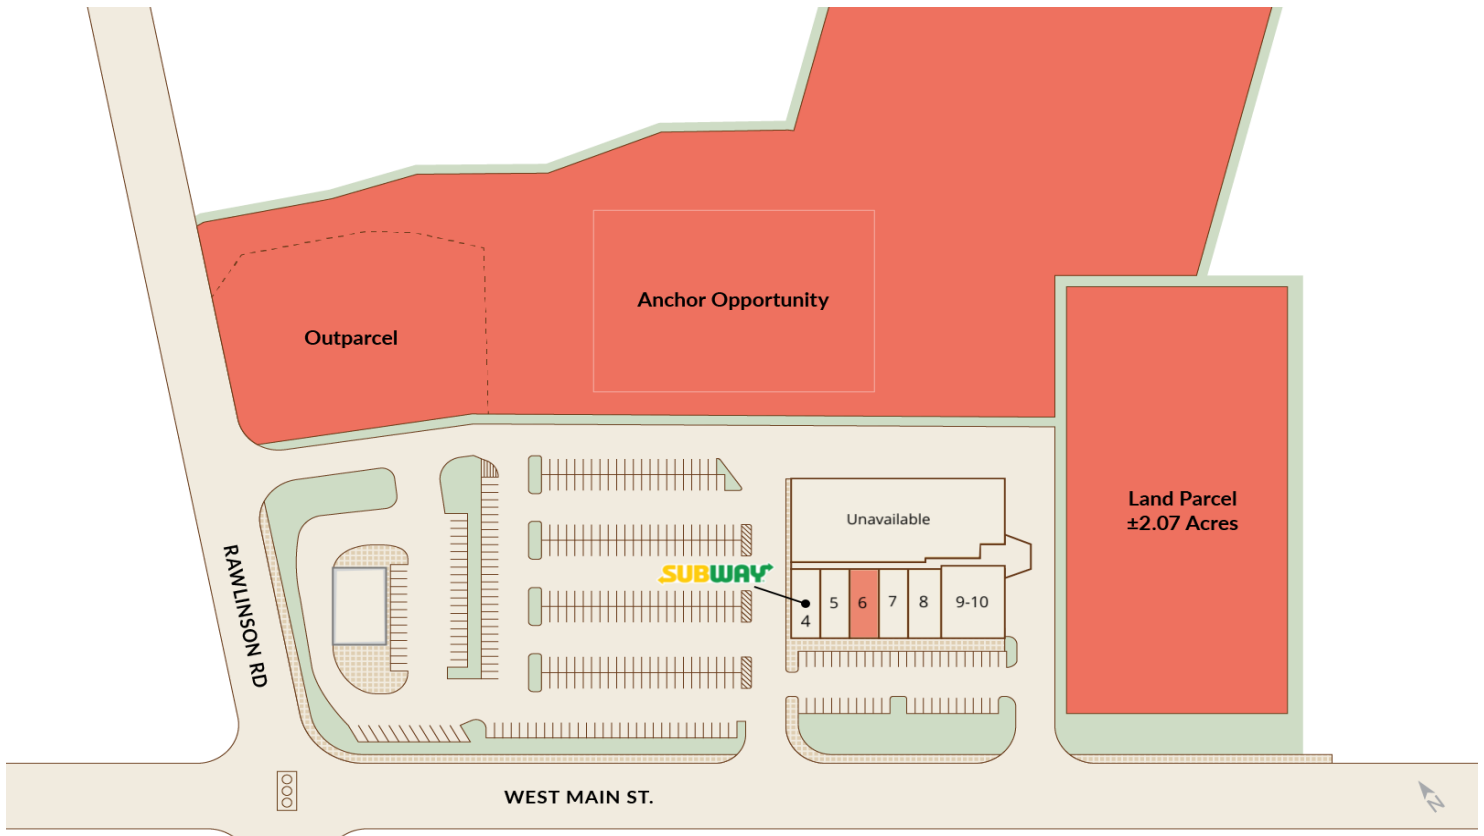 Anchor Opportunity
Outparcel
Land Parcel
±2.07 Acres
Unavailable
SUBWAY
4
5
6
7
8
9-10
RAWLINSON RD
WEST MAIN ST.
N